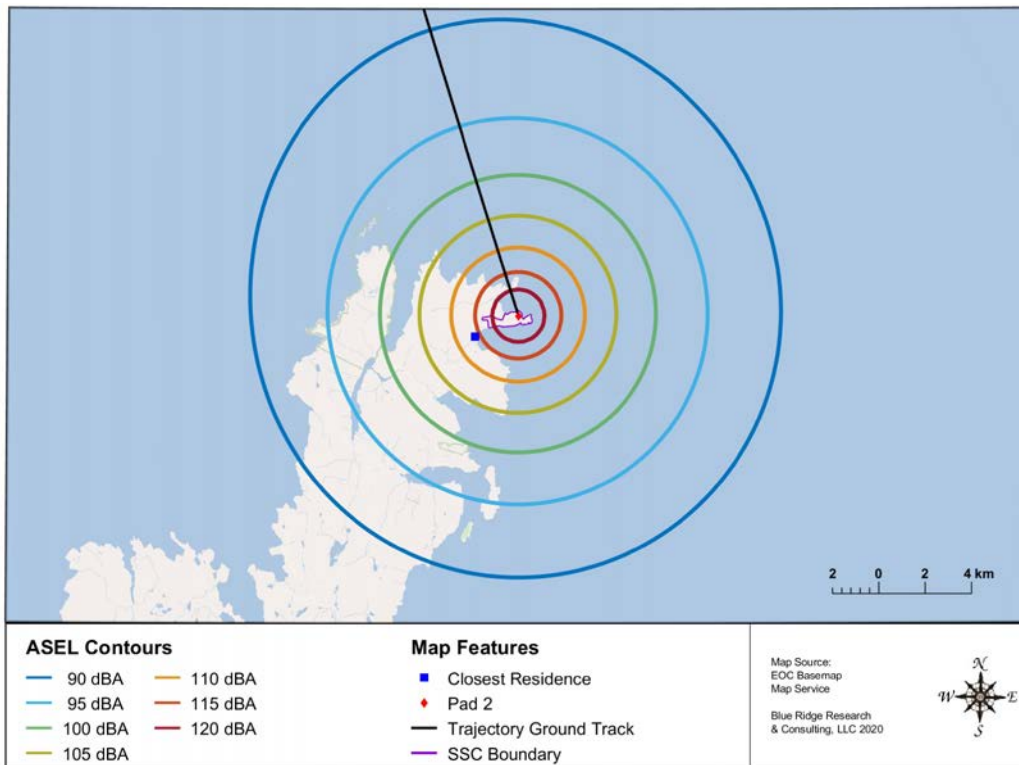 2 0 2 4 km
ASEL Contours
90 dBA 110 dBA
95 dBA 115 dBA
100 dBA 120 dBA
105 dBA
Map Features
Closest Residence
Pad 2
Trajectory Ground Track
SSC Boundary
Map Source:
EOC Basemap
Map Service
Blue Ridge Research
& Consulting, LLC 2020
N
W E
S